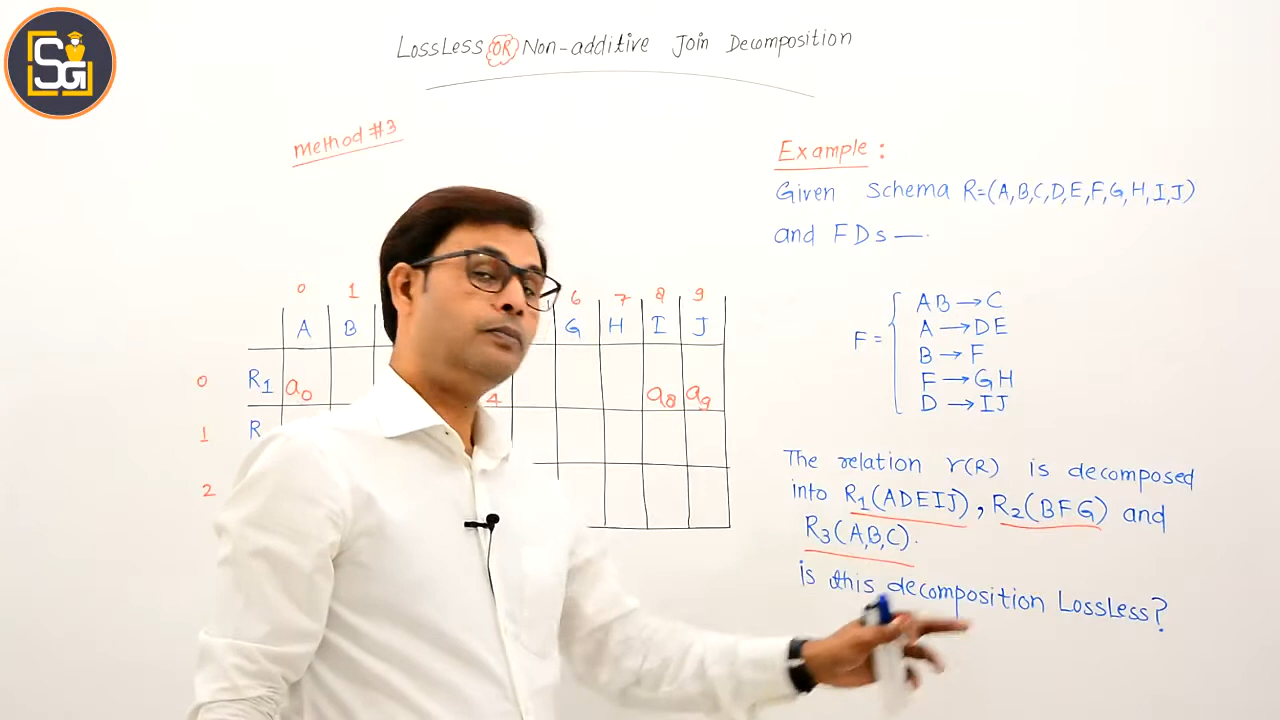 SG
LossLess OR Non-additive Join Decomposition
method #3
Example :
Given Schema R=(A,B,C,D,E,F,G,H,I,J)
and FDs —.
F = { AB → C
A → DE
B → F
F → GH
D → IJ
0 1 6 7 8 9
A B G H I J
0 R1 a0 4 a8 a9
1 R
2
The relation r(R) is decomposed
into R1(ADEIJ), R2(BFG) and
R3(A,B,C).
is this decomposition LossLess?